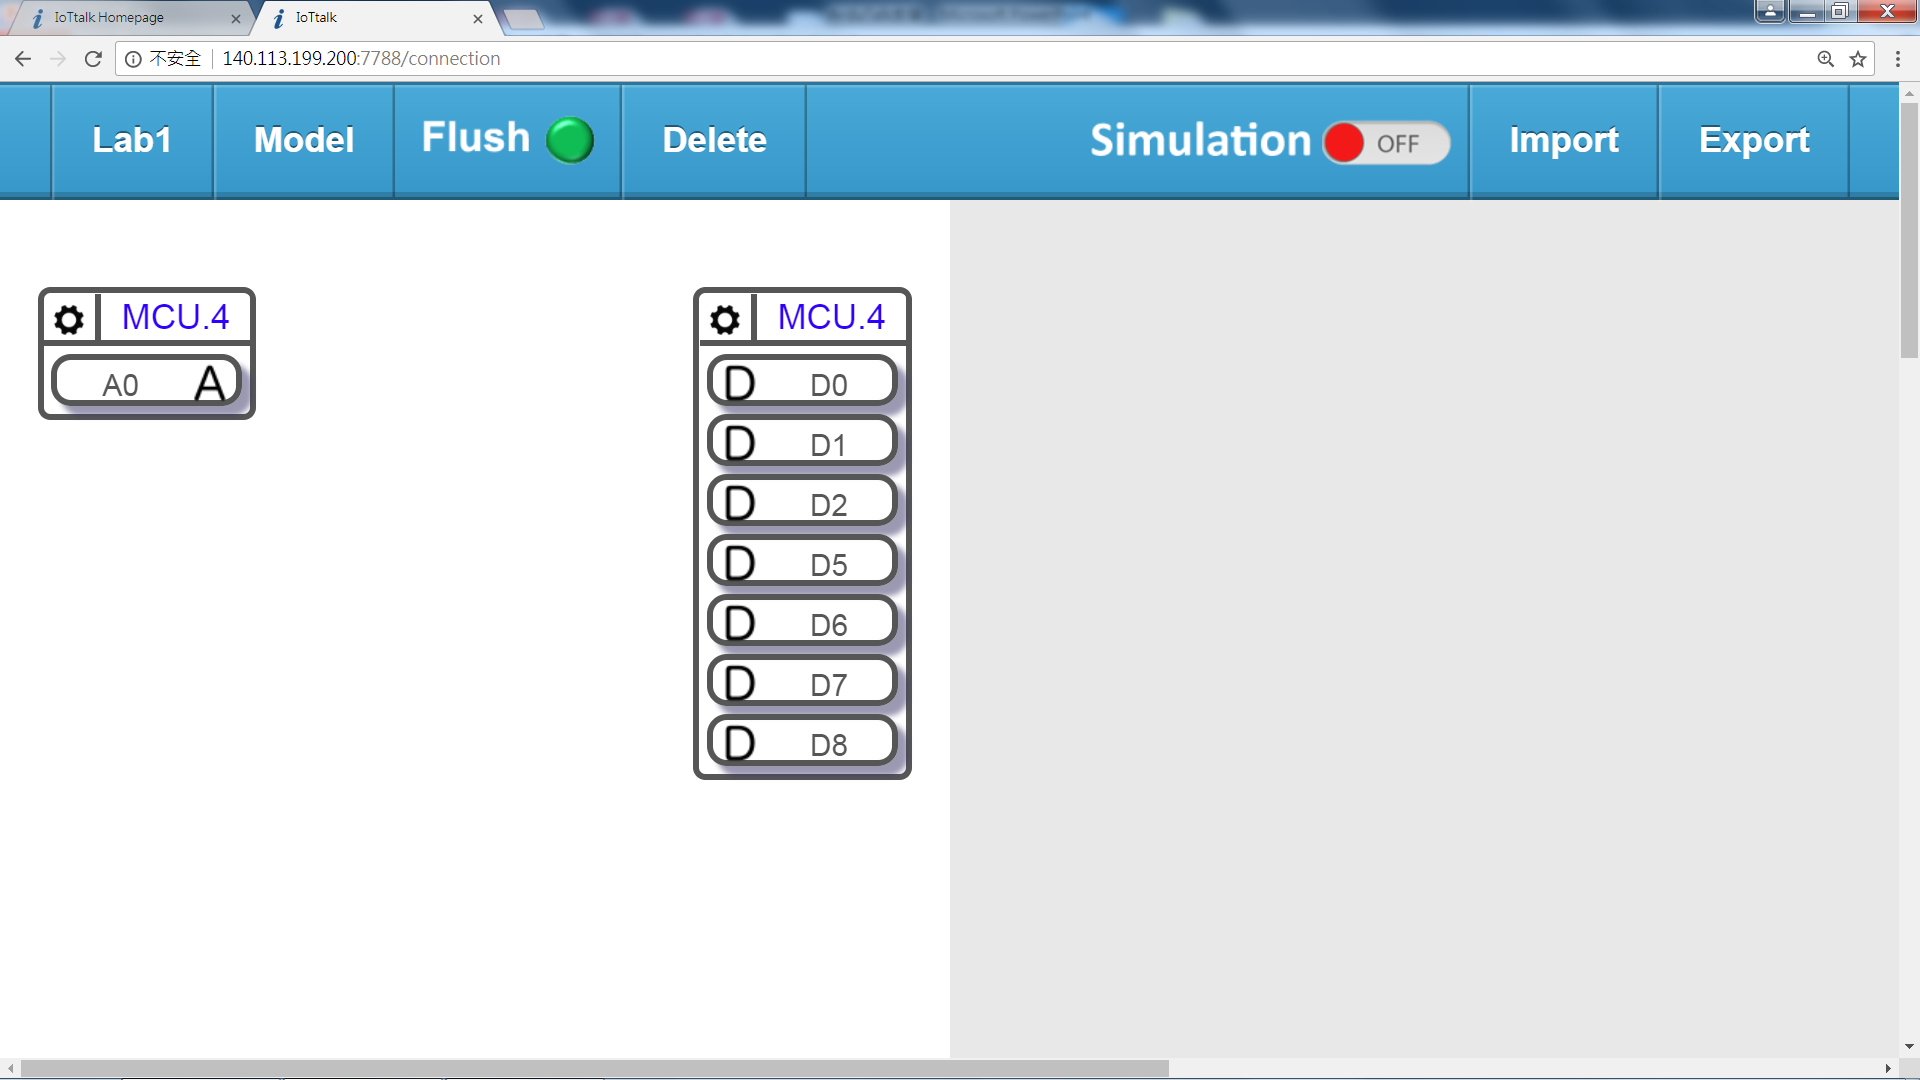 IoTtalk Homepage
IoTtalk
不安全 140.113.199.200:7788/connection
Lab1 Model Flush Delete Simulation OFF Import Export
MCU.4
A0 A
MCU.4
D D0
D D1
D D2
D D5
D D6
D D7
D D8